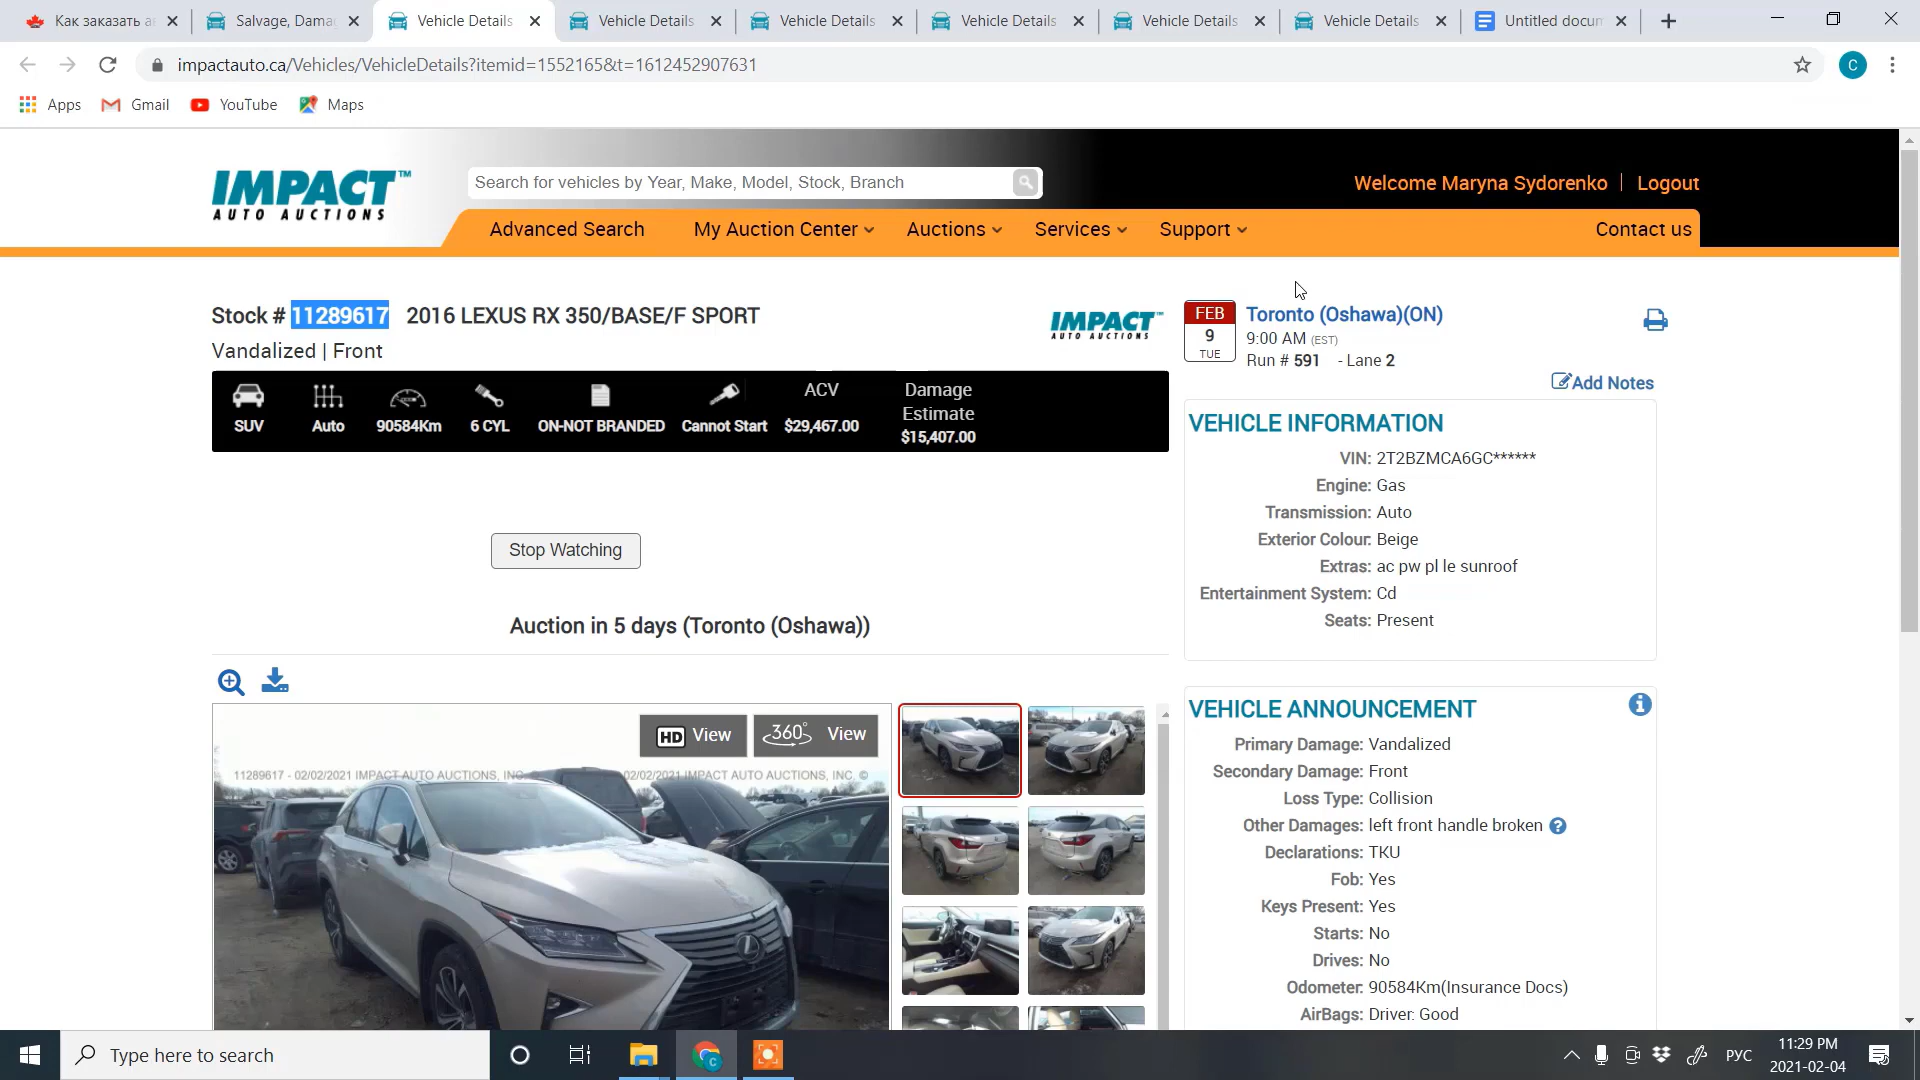 Как заказать а
Salvage, Dama
Vehicle Details
Vehicle Details
Vehicle Details
Vehicle Details
Vehicle Details
Vehicle Details
Untitled docum
impactauto.ca/Vehicles/VehicleDetails?itemid=1552165&t=1612452907631
C
Apps
Gmail
YouTube
Maps
IMPACT™
AUTO AUCTIONS
Search for vehicles by Year, Make, Model, Stock, Branch
Welcome Maryna Sydorenko | Logout
Advanced Search
My Auction Center
Auctions
Services
Support
Contact us
Stock # 11289617 2016 LEXUS RX 350/BASE/F SPORT
Vandalized | Front
IMPACT™
AUTO AUCTIONS
FEB
9
TUE
Toronto (Oshawa)(ON)
9:00 AM (EST)
Run # 591 - Lane 2
Add Notes
SUV
Auto
90584Km
6 CYL
ON-NOT BRANDED
Cannot Start
ACV
$29,467.00
Damage
Estimate
$15,407.00
Stop Watching
Auction in 5 days (Toronto (Oshawa))
HD View
360° View
11289617 - 02/02/2021 IMPACT AUTO AUCTIONS, INC. ©
02/02/2021 IMPACT AUTO AUCTIONS, INC. ©
VEHICLE INFORMATION
VIN: 2T2BZMCA6GC******
Engine: Gas
Transmission: Auto
Exterior Colour: Beige
Extras: ac pw pl le sunroof
Entertainment System: Cd
Seats: Present
VEHICLE ANNOUNCEMENT
Primary Damage: Vandalized
Secondary Damage: Front
Loss Type: Collision
Other Damages: left front handle broken
Declarations: TKU
Fob: Yes
Keys Present: Yes
Starts: No
Drives: No
Odometer: 90584Km(Insurance Docs)
AirBags: Driver: Good
Type here to search
C
РУС
11:29 PM
2021-02-04